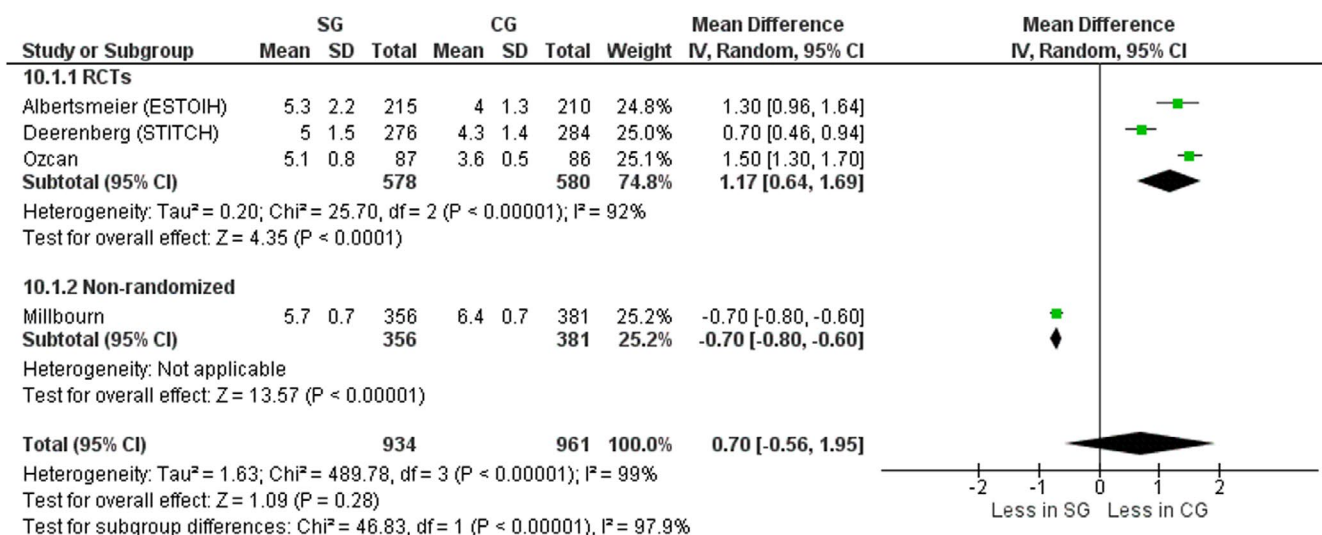 SG CG Mean Difference Mean Difference
Study or Subgroup Mean SD Total Mean SD Total Weight IV, Random, 95% CI IV, Random, 95% CI
10.1.1 RCTs
Albertsmeier (ESTOIH) 5.3 2.2 215 4 1.3 210 24.8% 1.30 [0.96, 1.64]
Deerenberg (STITCH) 5 1.5 276 4.3 1.4 284 25.0% 0.70 [0.46, 0.94]
Ozcan 5.1 0.8 87 3.6 0.5 86 25.1% 1.50 [1.30, 1.70]
Subtotal (95% CI) 578 580 74.8% 1.17 [0.64, 1.69]
Heterogeneity: Tau² = 0.20; Chi² = 25.70, df = 2 (P < 0.00001); I² = 92%
Test for overall effect: Z = 4.35 (P < 0.0001)
10.1.2 Non-randomized
Millbourn 5.7 0.7 356 6.4 0.7 381 25.2% -0.70 [-0.80, -0.60]
Subtotal (95% CI) 356 381 25.2% -0.70 [-0.80, -0.60]
Heterogeneity: Not applicable
Test for overall effect: Z = 13.57 (P < 0.00001)
Total (95% CI) 934 961 100.0% 0.70 [-0.56, 1.95]
Heterogeneity: Tau² = 1.63; Chi² = 489.78, df = 3 (P < 0.00001); I² = 99%
Test for overall effect: Z = 1.09 (P = 0.28)
Test for subgroup differences: Chi² = 46.83, df = 1 (P < 0.00001), I² = 97.9%
-2 -1 0 1 2
Less in SG Less in CG